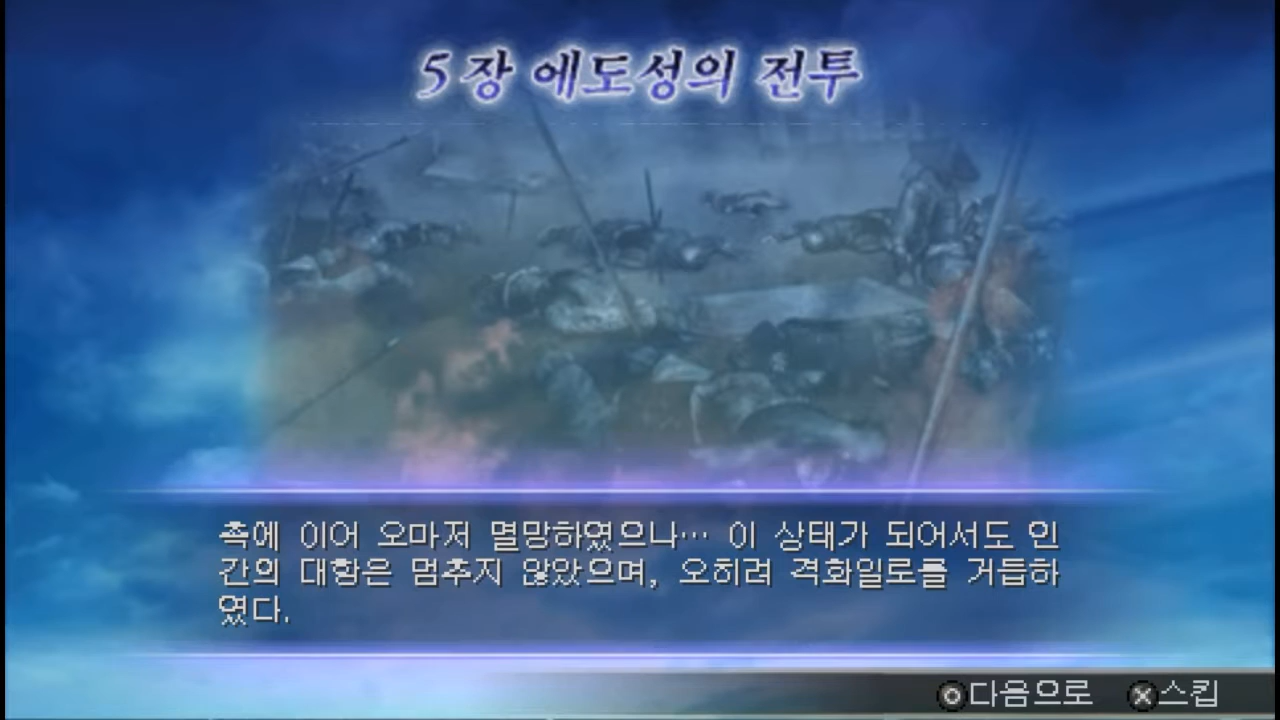 5장 에도성의 전투
촉에 이어 오마저 멸망하였으나… 이 상태가 되어서도 인
간의 대항은 멈추지 않았으며, 오히려 격화일로를 거듭하
였다.
다음으로 스킵